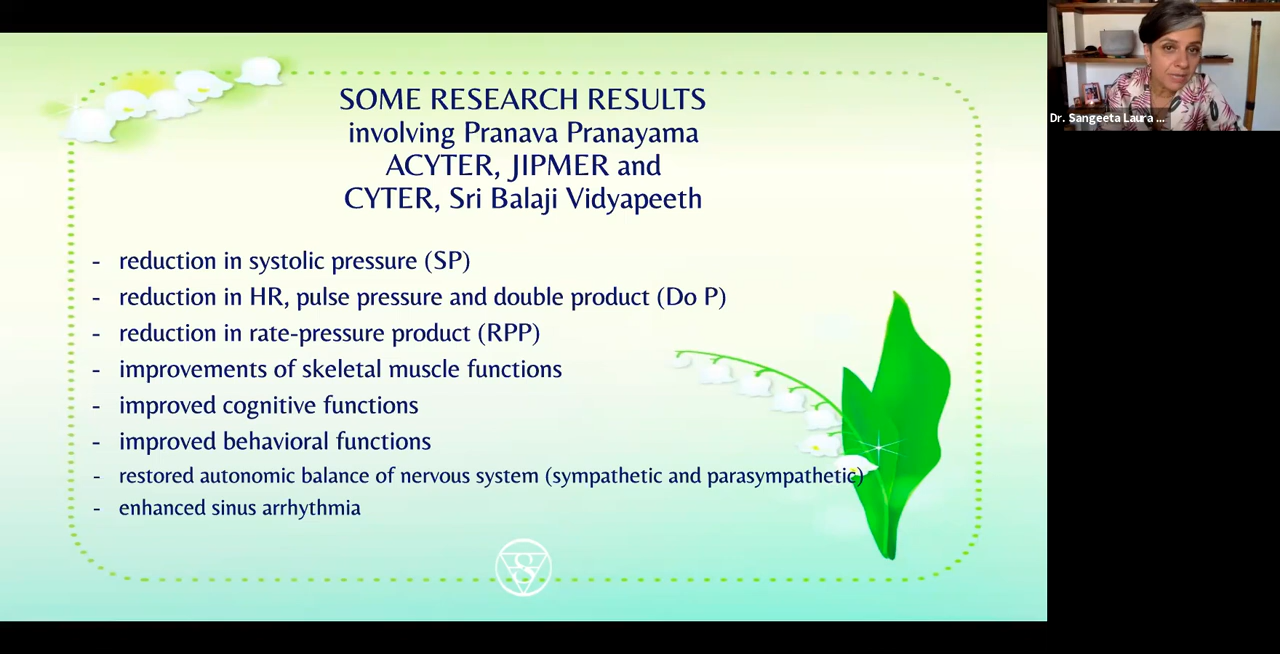 SOME RESEARCH RESULTS
involving Pranava Pranayama
ACYTER, JIPMER and
CYTER, Sri Balaji Vidyapeeth
- reduction in systolic pressure (SP)
- reduction in HR, pulse pressure and double product (Do P)
- reduction in rate-pressure product (RPP)
- improvements of skeletal muscle functions
- improved cognitive functions
- improved behavioral functions
- restored autonomic balance of nervous system (sympathetic and parasympathetic)
- enhanced sinus arrhythmia
Dr. Sangeeta Laura ...